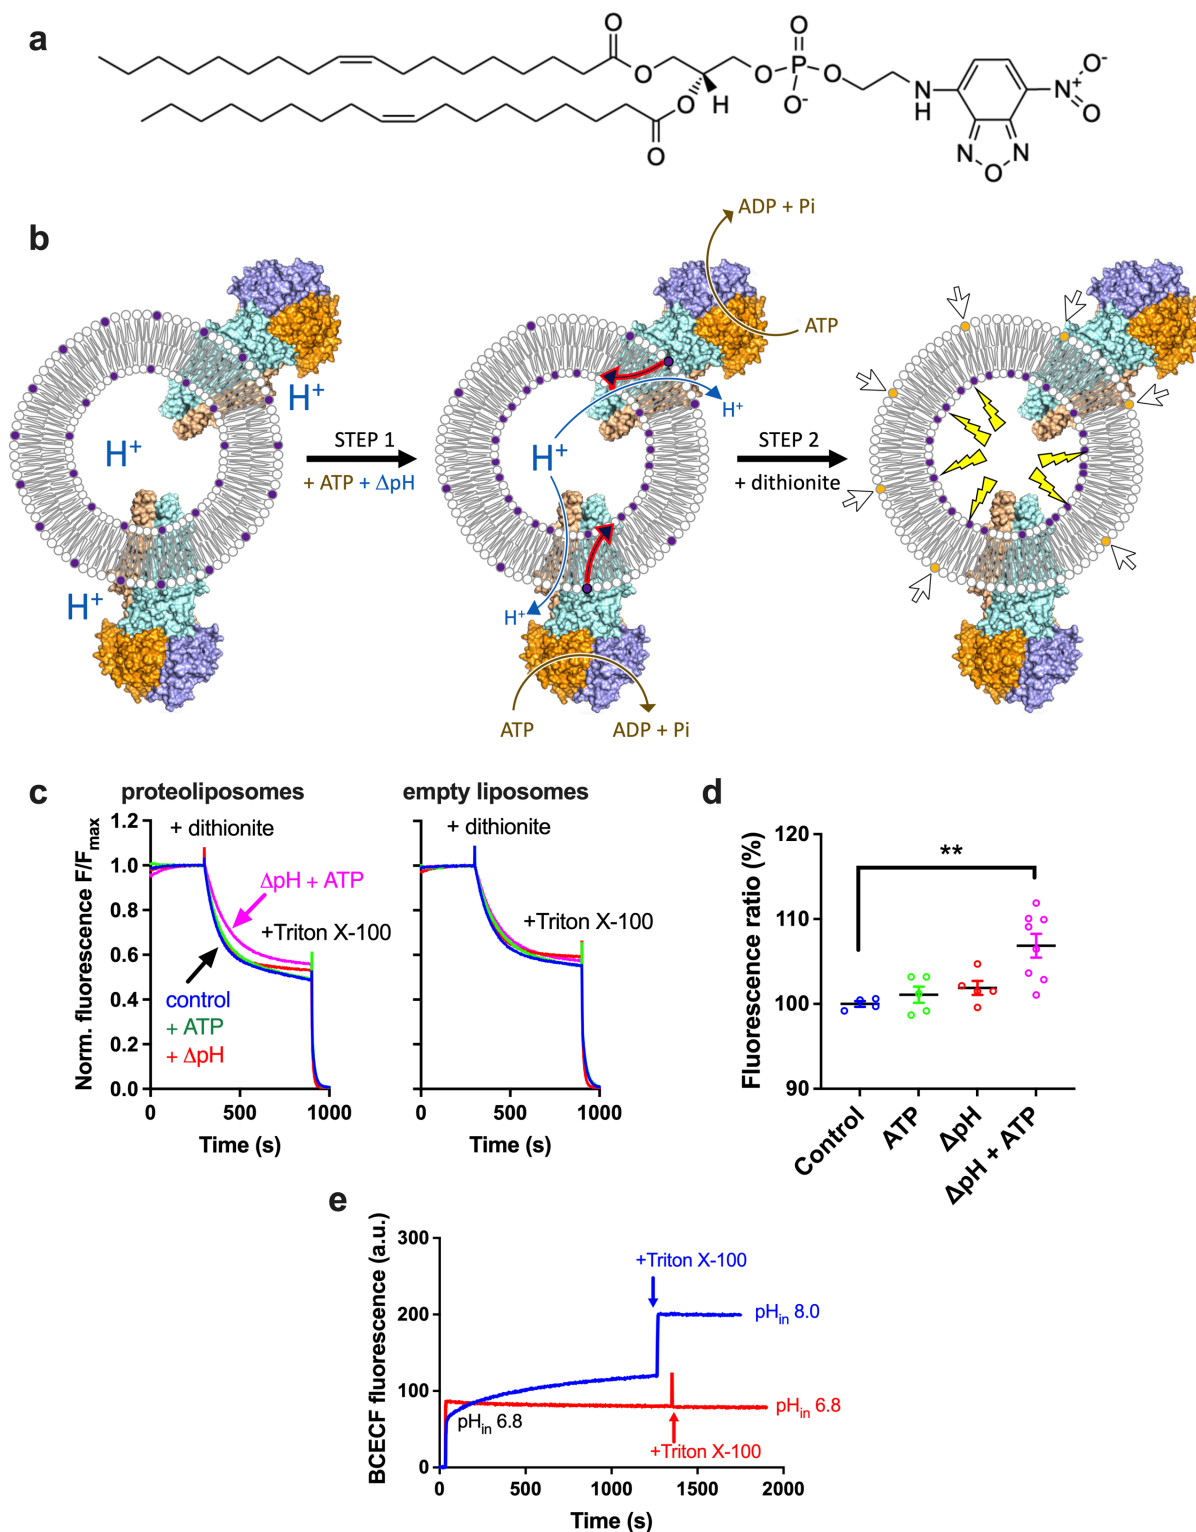 a
O
O
O
P
O
O
O
O-
O
H
N
H
N+
O-
O
N
O
N
b
ADP + Pi
ATP
H+
H+
H+
STEP 1
+ ATP + ΔpH
H+
H+
H+
STEP 2
+ dithionite
ATP
ADP + Pi
c
proteoliposomes
empty liposomes
Norm. fluorescence F/Fmax
1.2
1.0
0.8
0.6
0.4
0.2
0.0
+ dithionite
ΔpH + ATP
+Triton X-100
control
+ ATP
+ ΔpH
0
500
1000
Time (s)
+ dithionite
+Triton X-100
0
500
1000
Time (s)
d
Fluorescence ratio (%)
120
110
100
90
**
Control
ATP
ΔpH
ΔpH + ATP
e
BCECF fluorescence (a.u.)
300
200
100
0
+Triton X-100
pHin 8.0
pHin 6.8
pHin 6.8
+Triton X-100
0
500
1000
1500
2000
Time (s)